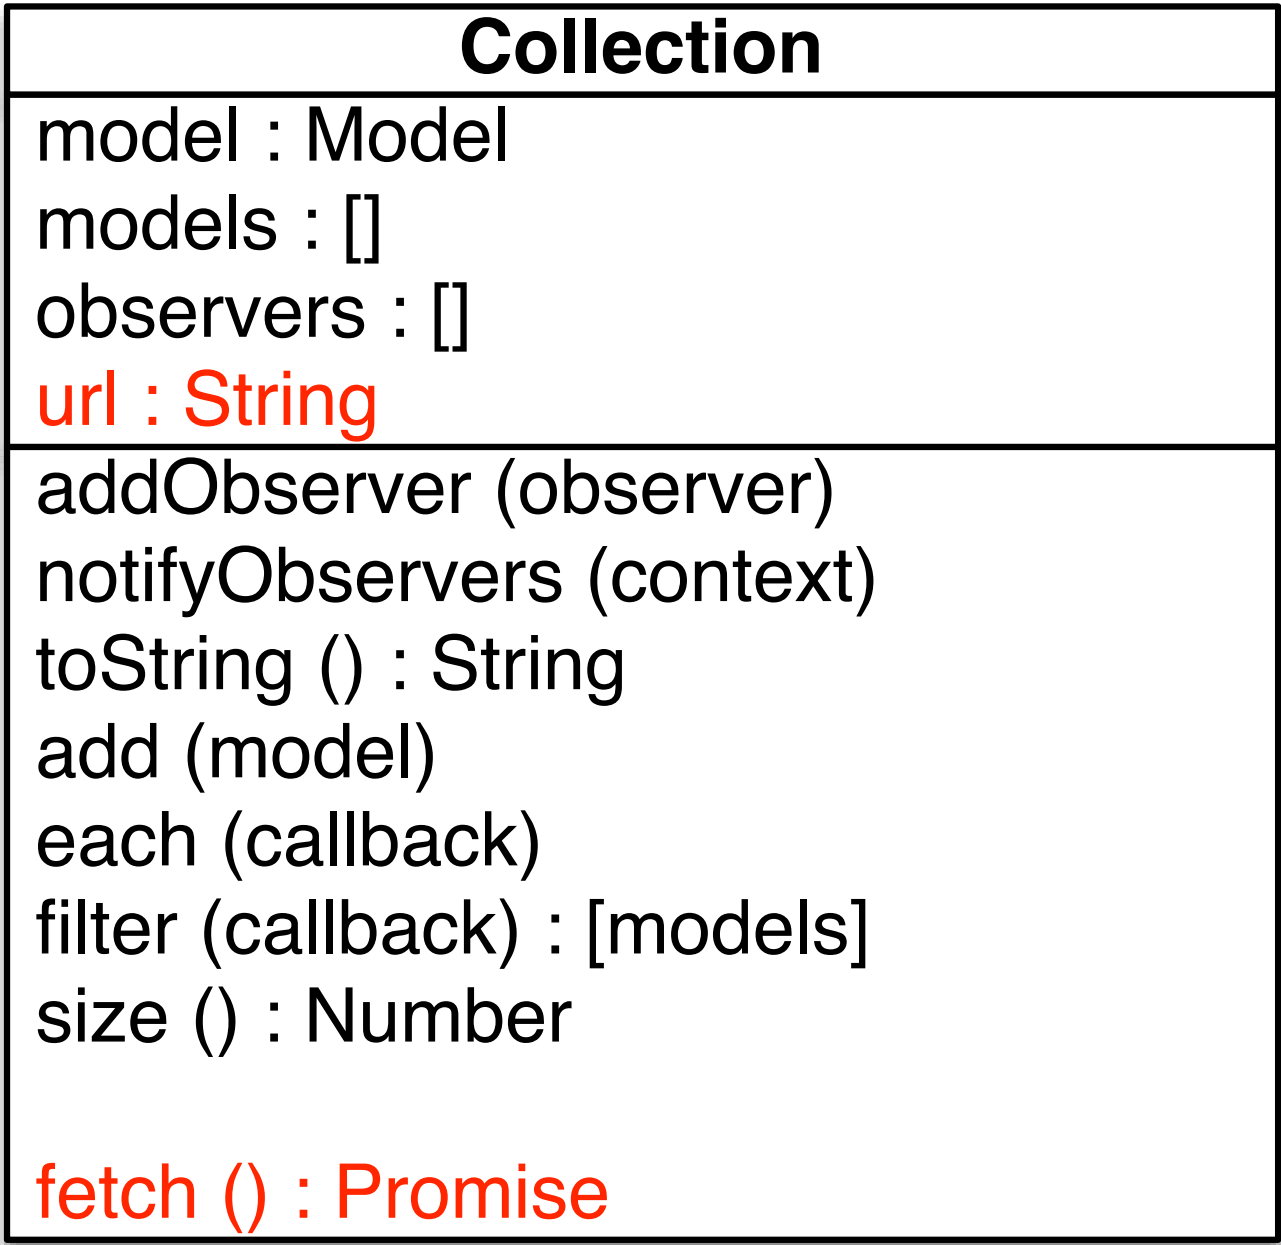 Collection
model : Model
models : []
observers : []
url : String
addObserver (observer)
notifyObservers (context)
toString () : String
add (model)
each (callback)
filter (callback) : [models]
size () : Number
fetch () : Promise